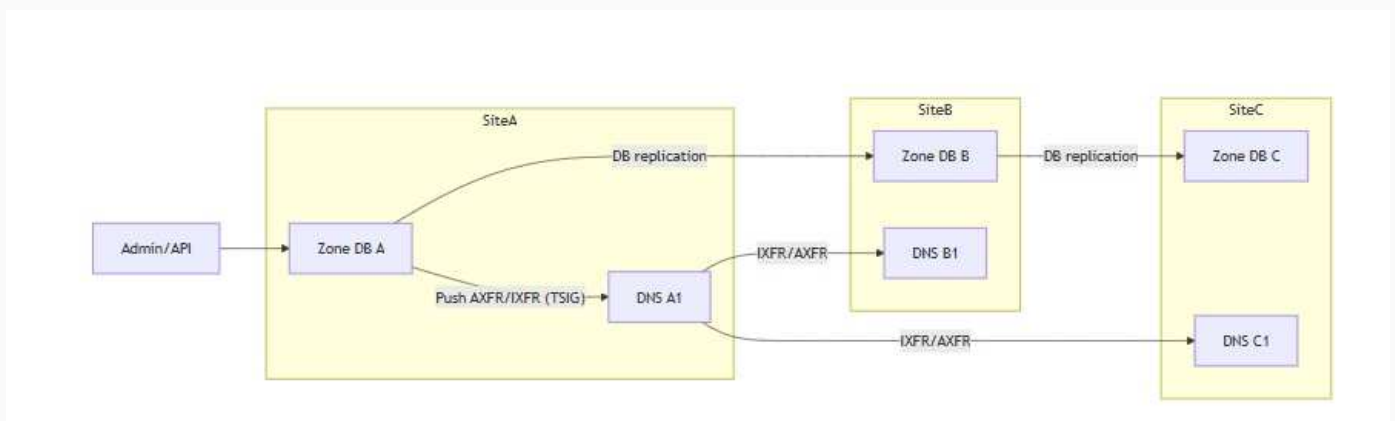 SiteA
SiteB
SiteC
DB replication
Zone DB B
DB replication
Zone DB C
Admin/API
Zone DB A
IXFR/AXFR
DNS B1
Push AXFR/IXFR (TSIG)
DNS A1
IXFR/AXFR
DNS C1